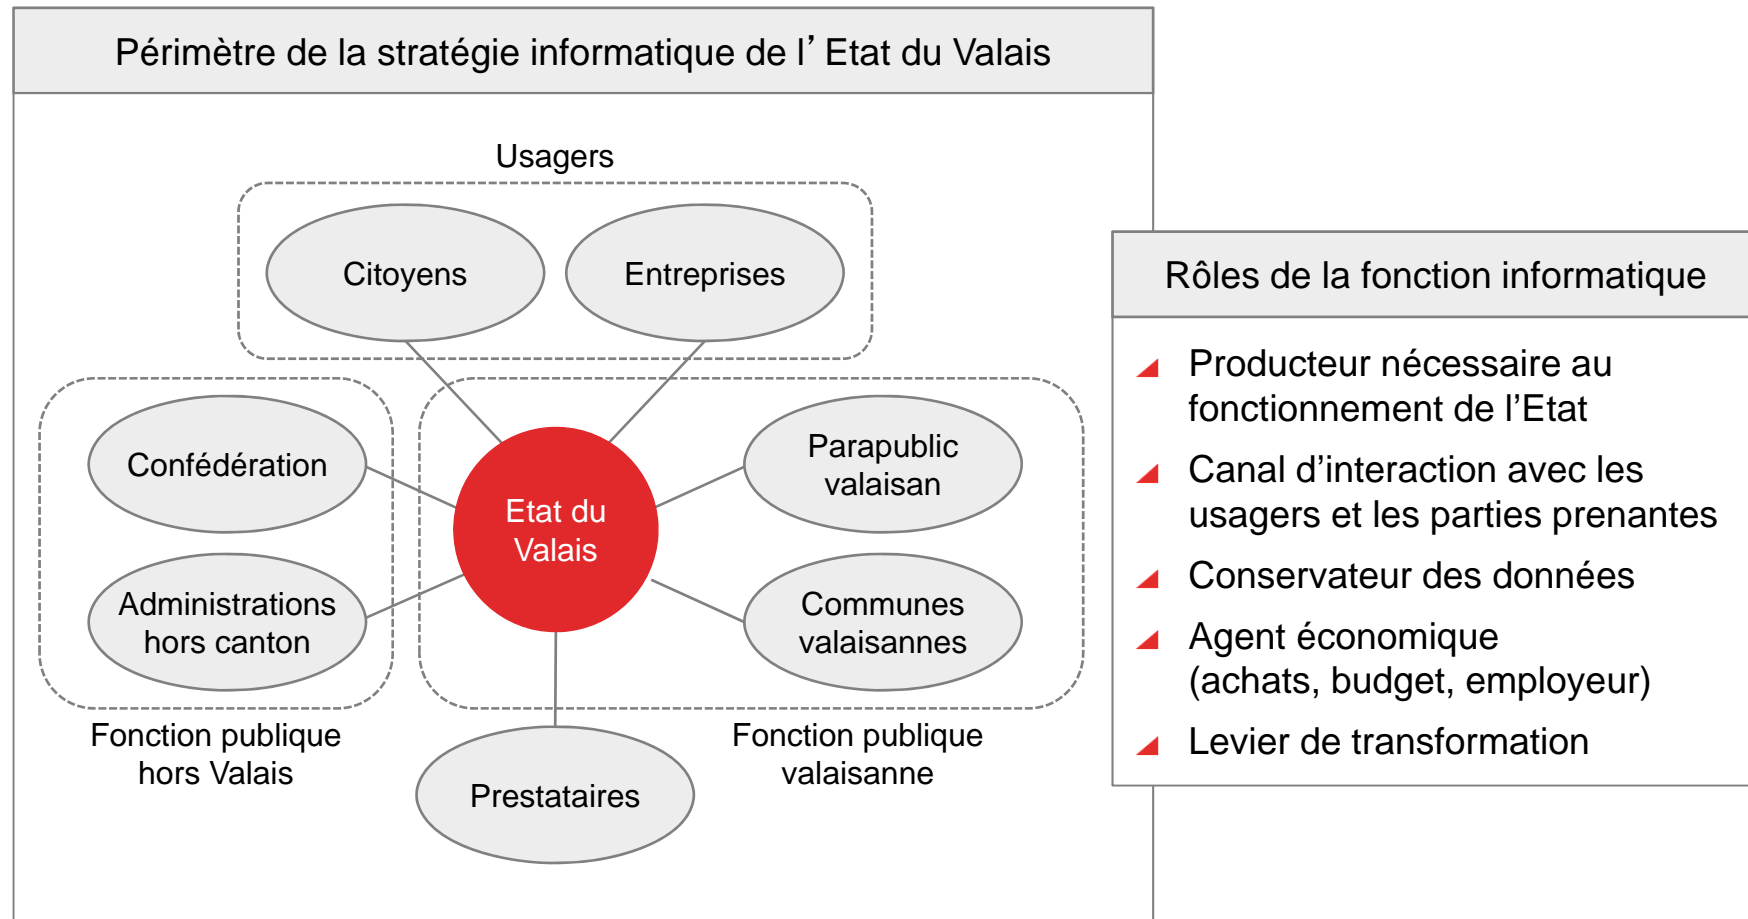 Périmètre de la stratégie informatique de l’ Etat du Valais
Usagers
Citoyens
Entreprises
Confédération
Administrations
hors canton
Fonction publique
hors Valais
Etat du
Valais
Parapublic
valaisan
Communes
valaisannes
Fonction publique
valaisanne
Prestataires
Rôles de la fonction informatique
Producteur nécessaire au
fonctionnement de l’Etat
Canal d’interaction avec les
usagers et les parties prenantes
Conservateur des données
Agent économique
(achats, budget, employeur)
Levier de transformation